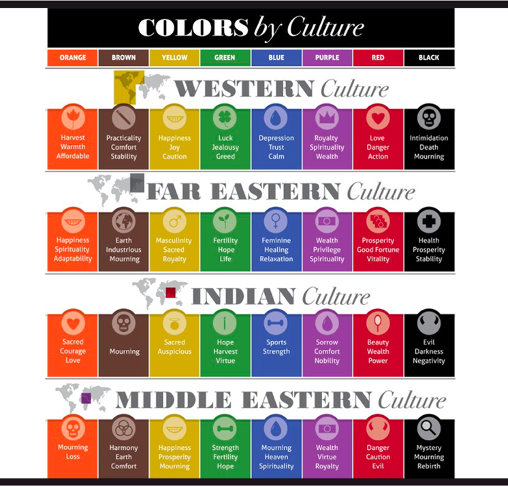 COLORS by Culture
ORANGE BROWN YELLOW GREEN BLUE PURPLE RED BLACK
WESTERN Culture
Harvest Practicality Happiness Luck Depression Royalty Love Intimidation
Warmth Comfort Joy Jealousy Trust Spirituality Danger Death
Affordable Stability Caution Greed Calm Wealth Action Mourning
FAR EASTERN Culture
Happiness Earth Masculinity Fertility Feminine Wealth Prosperity Health
Spirituality Industrious Sacred Hope Healing Privilege Good Fortune Prosperity
Adaptability Mourning Royalty Life Relaxation Spirituality Vitality Stability
INDIAN Culture
Sacred Mourning Sacred Hope Sports Sorrow Beauty Evil
Courage Auspicious Harvest Strength Comfort Wealth Darkness
Love Virtue Nobility Power Negativity
MIDDLE EASTERN Culture
Mourning Harmony Happiness Strength Mourning Wealth Danger Mystery
Loss Earth Prosperity Fertility Heaven Virtue Caution Mourning
Comfort Mourning Hope Spirituality Royalty Evil Rebirth